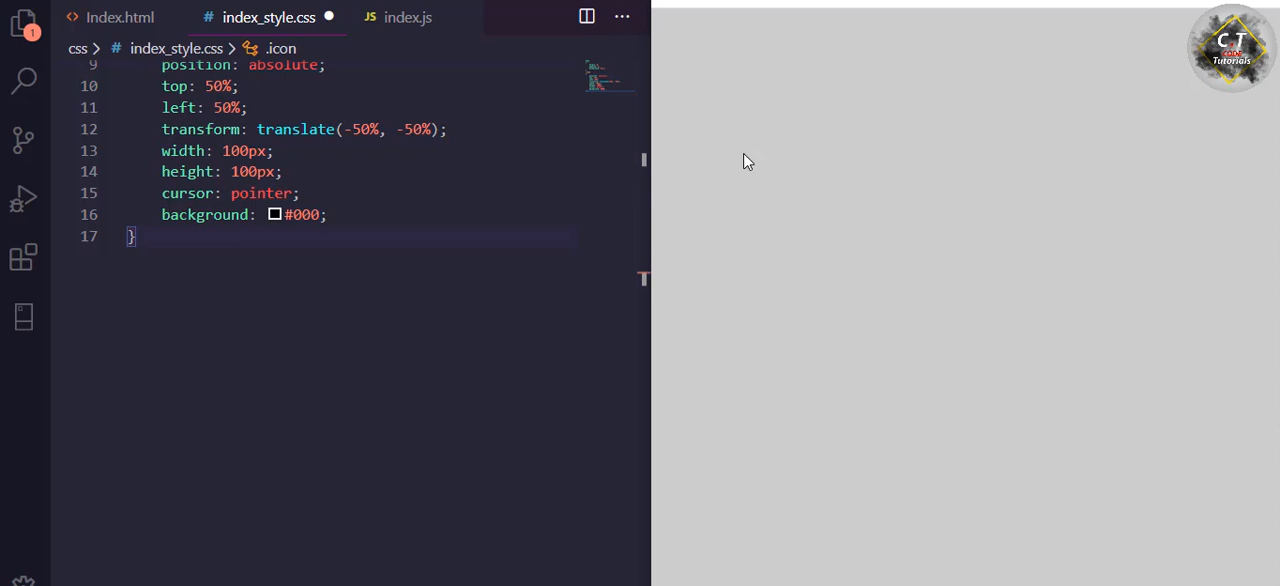 Index.html
index_style.css
JS index.js
css > # index_style.css > .icon
1
9 position: absolute;
10 top: 50%;
11 left: 50%;
12 transform: translate(-50%, -50%);
13 width: 100px;
14 height: 100px;
15 cursor: pointer;
16 background: #000;
17 }
C T
CODE
Tutorials